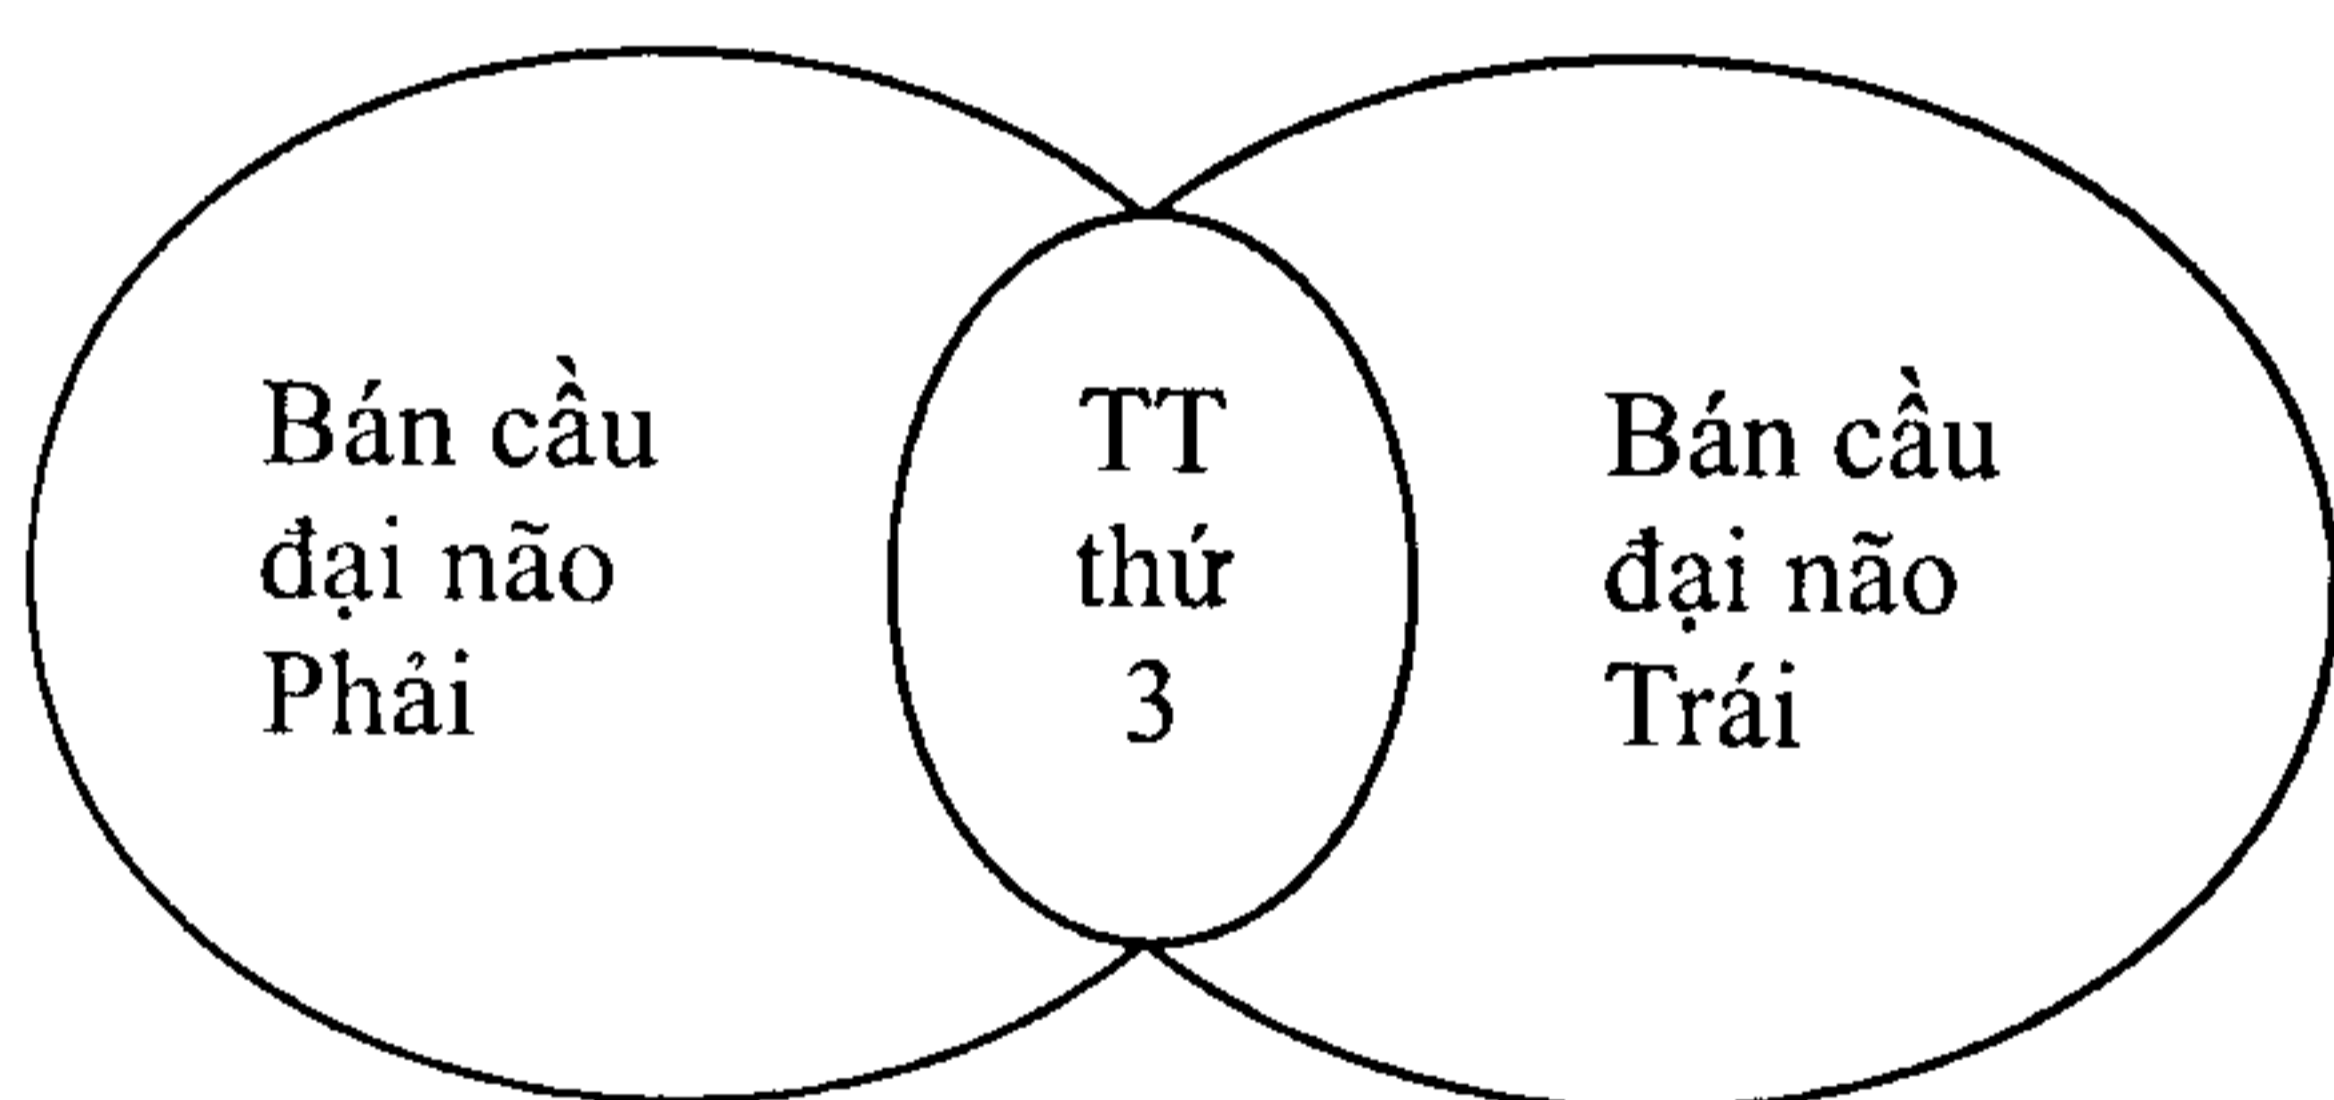 Bán cầu
đại não
Phải
TT
thứ
3
Bán cầu
đại não
Trái